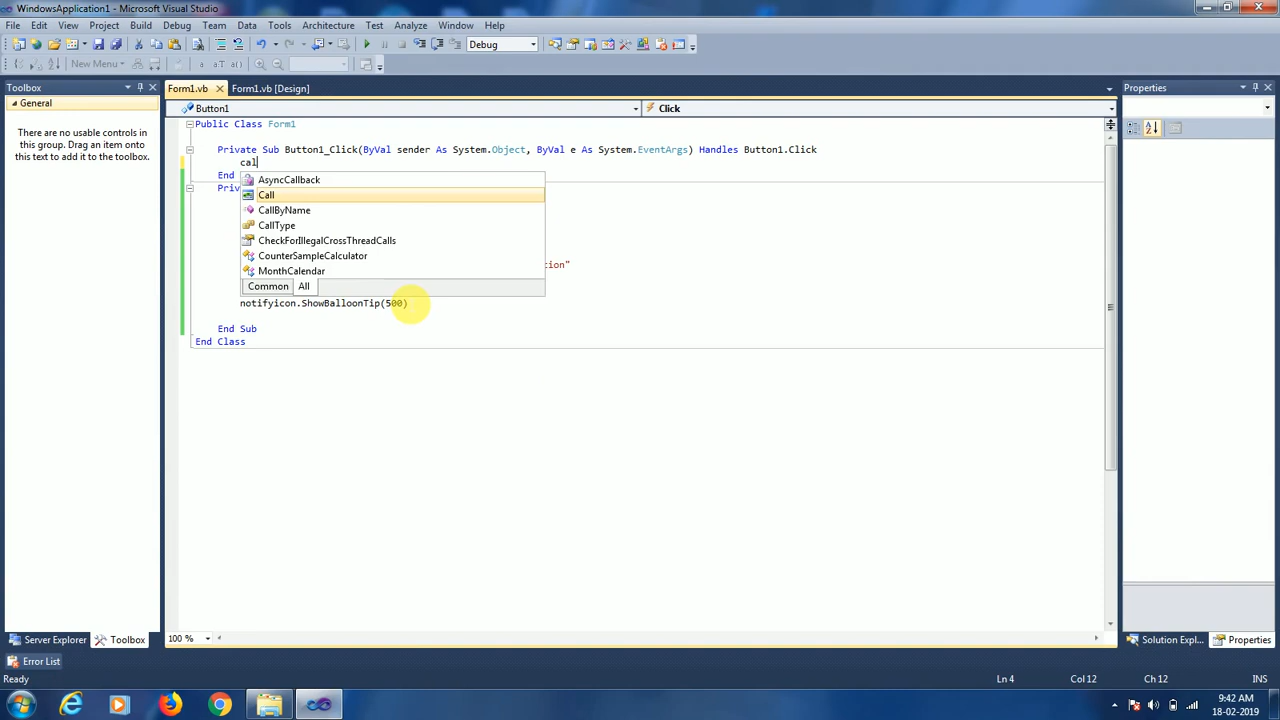 WindowsApplication1 - Microsoft Visual Studio
File Edit View Project Build Debug Team Data Tools Architecture Test Analyze Window Help
Debug
New Menu
Toolbox
Form1.vb Form1.vb [Design]
Properties
General
Button1 Click
There are no usable controls in
this group. Drag an item onto
this text to add it to the toolbox.
Public Class Form1
Private Sub Button1_Click(ByVal sender As System.Object, ByVal e As System.EventArgs) Handles Button1.Click
cal
End
Priv
AsyncCallback
Call
CallByName
CallType
CheckForIllegalCrossThreadCalls
CounterSampleCalculator
MonthCalendar
Common All
ion"
notifyicon.ShowBalloonTip(500)
End Sub
End Class
100 %
Server Explorer Toolbox
Solution Expl... Properties
Error List
Ready Ln 4 Col 12 Ch 12 INS
9:42 AM
18-02-2019